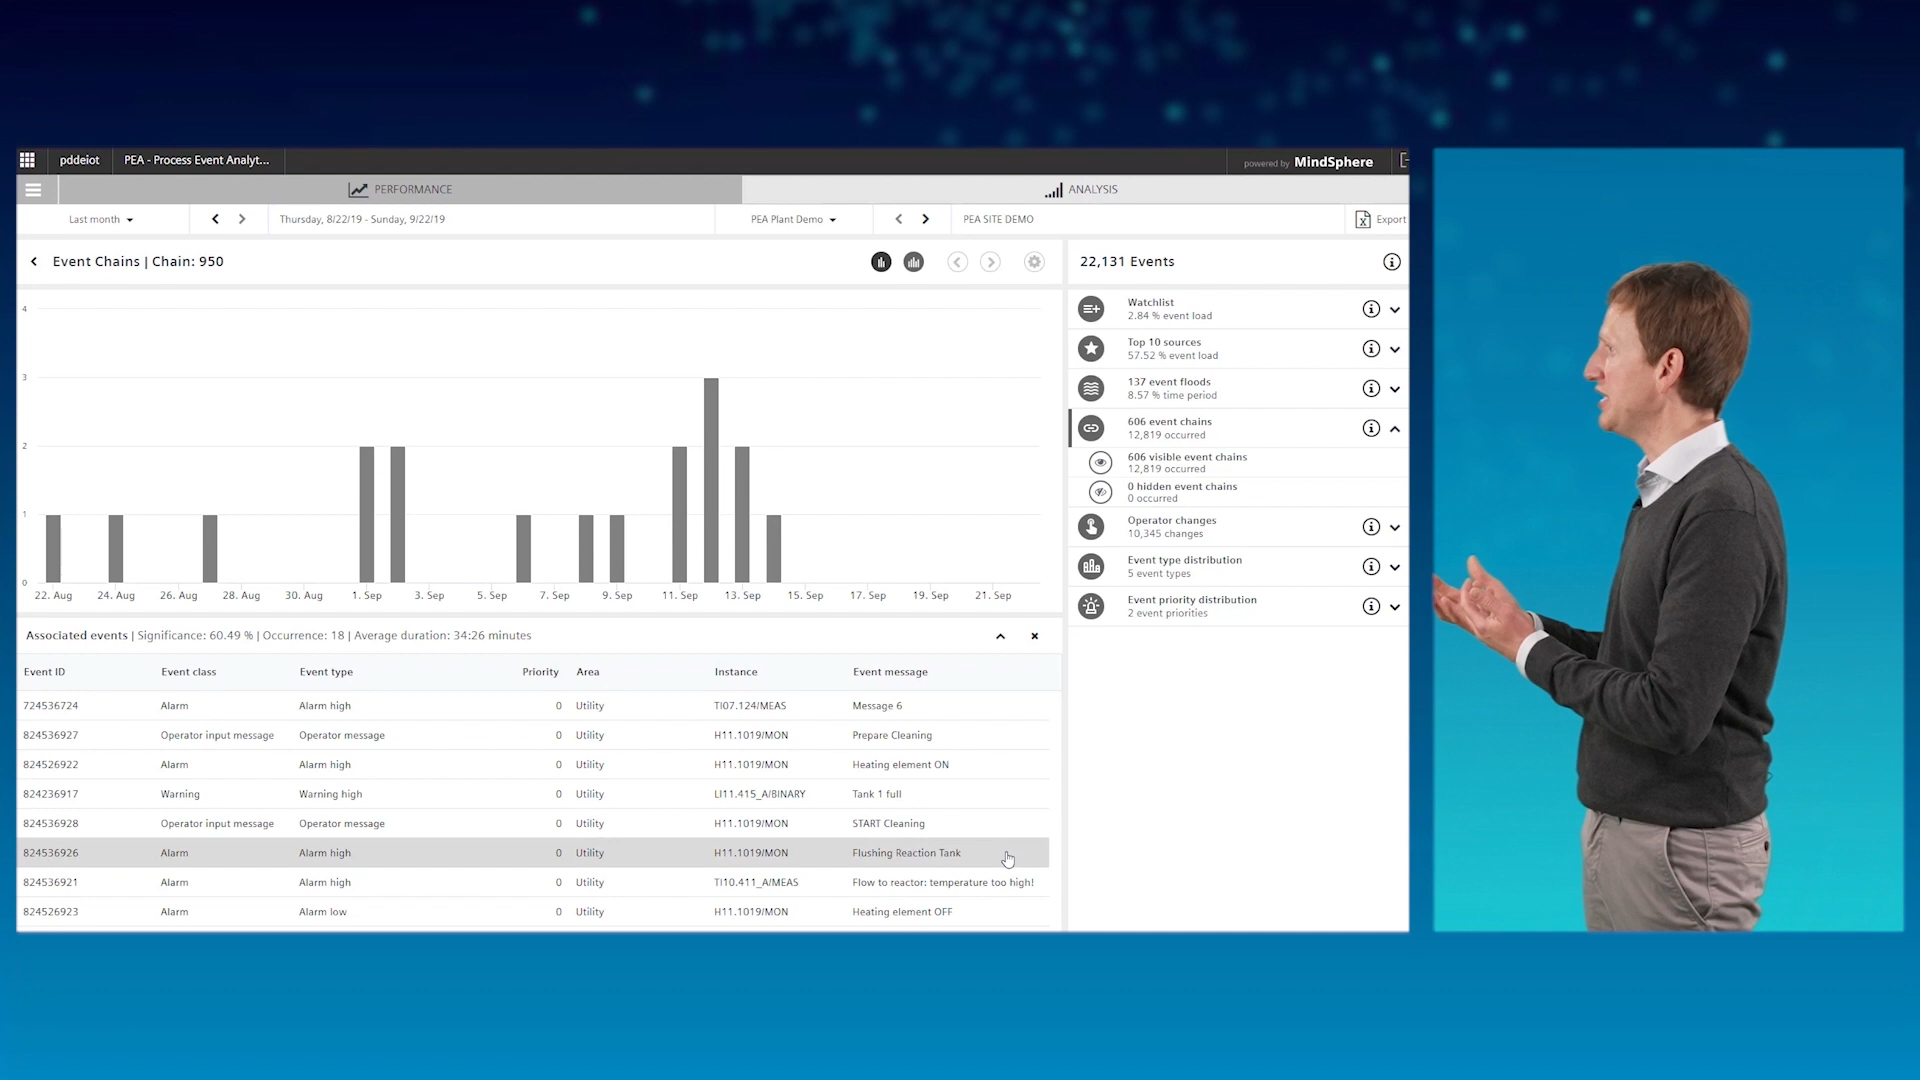 pddeiot
PEA - Process Event Analyt...
powered by MindSphere
PERFORMANCE
ANALYSIS
Last month
Thursday, 8/22/19 - Sunday, 9/22/19
PEA Plant Demo
PEA SITE DEMO
Export
Event Chains | Chain: 950
22,131 Events
4
3
2
1
0
22. Aug 24. Aug 26. Aug 28. Aug 30. Aug 1. Sep 3. Sep 5. Sep 7. Sep 9. Sep 11. Sep 13. Sep 15. Sep 17. Sep 19. Sep 21. Sep
Watchlist
2.84 % event load
Top 10 sources
57.52 % event load
137 event floods
8.57 % time period
606 event chains
12,819 occurred
606 visible event chains
12,819 occurred
0 hidden event chains
0 occurred
Operator changes
10,345 changes
Event type distribution
5 event types
Event priority distribution
2 event priorities
Associated events | Significance: 60.49 % | Occurrence: 18 | Average duration: 34:26 minutes
Event ID Event class Event type Priority Area Instance Event message
724536724 Alarm Alarm high 0 Utility TI07.124/MEAS Message 6
824536927 Operator input message Operator message 0 Utility H11.1019/MON Prepare Cleaning
824526922 Alarm Alarm high 0 Utility H11.1019/MON Heating element ON
824236917 Warning Warning high 0 Utility LI11.415_A/BINARY Tank 1 full
824536928 Operator input message Operator message 0 Utility H11.1019/MON START Cleaning
824536926 Alarm Alarm high 0 Utility H11.1019/MON Flushing Reaction Tank
824536921 Alarm Alarm high 0 Utility TI10.411_A/MEAS Flow to reactor: temperature too high!
824526923 Alarm Alarm low 0 Utility H11.1019/MON Heating element OFF